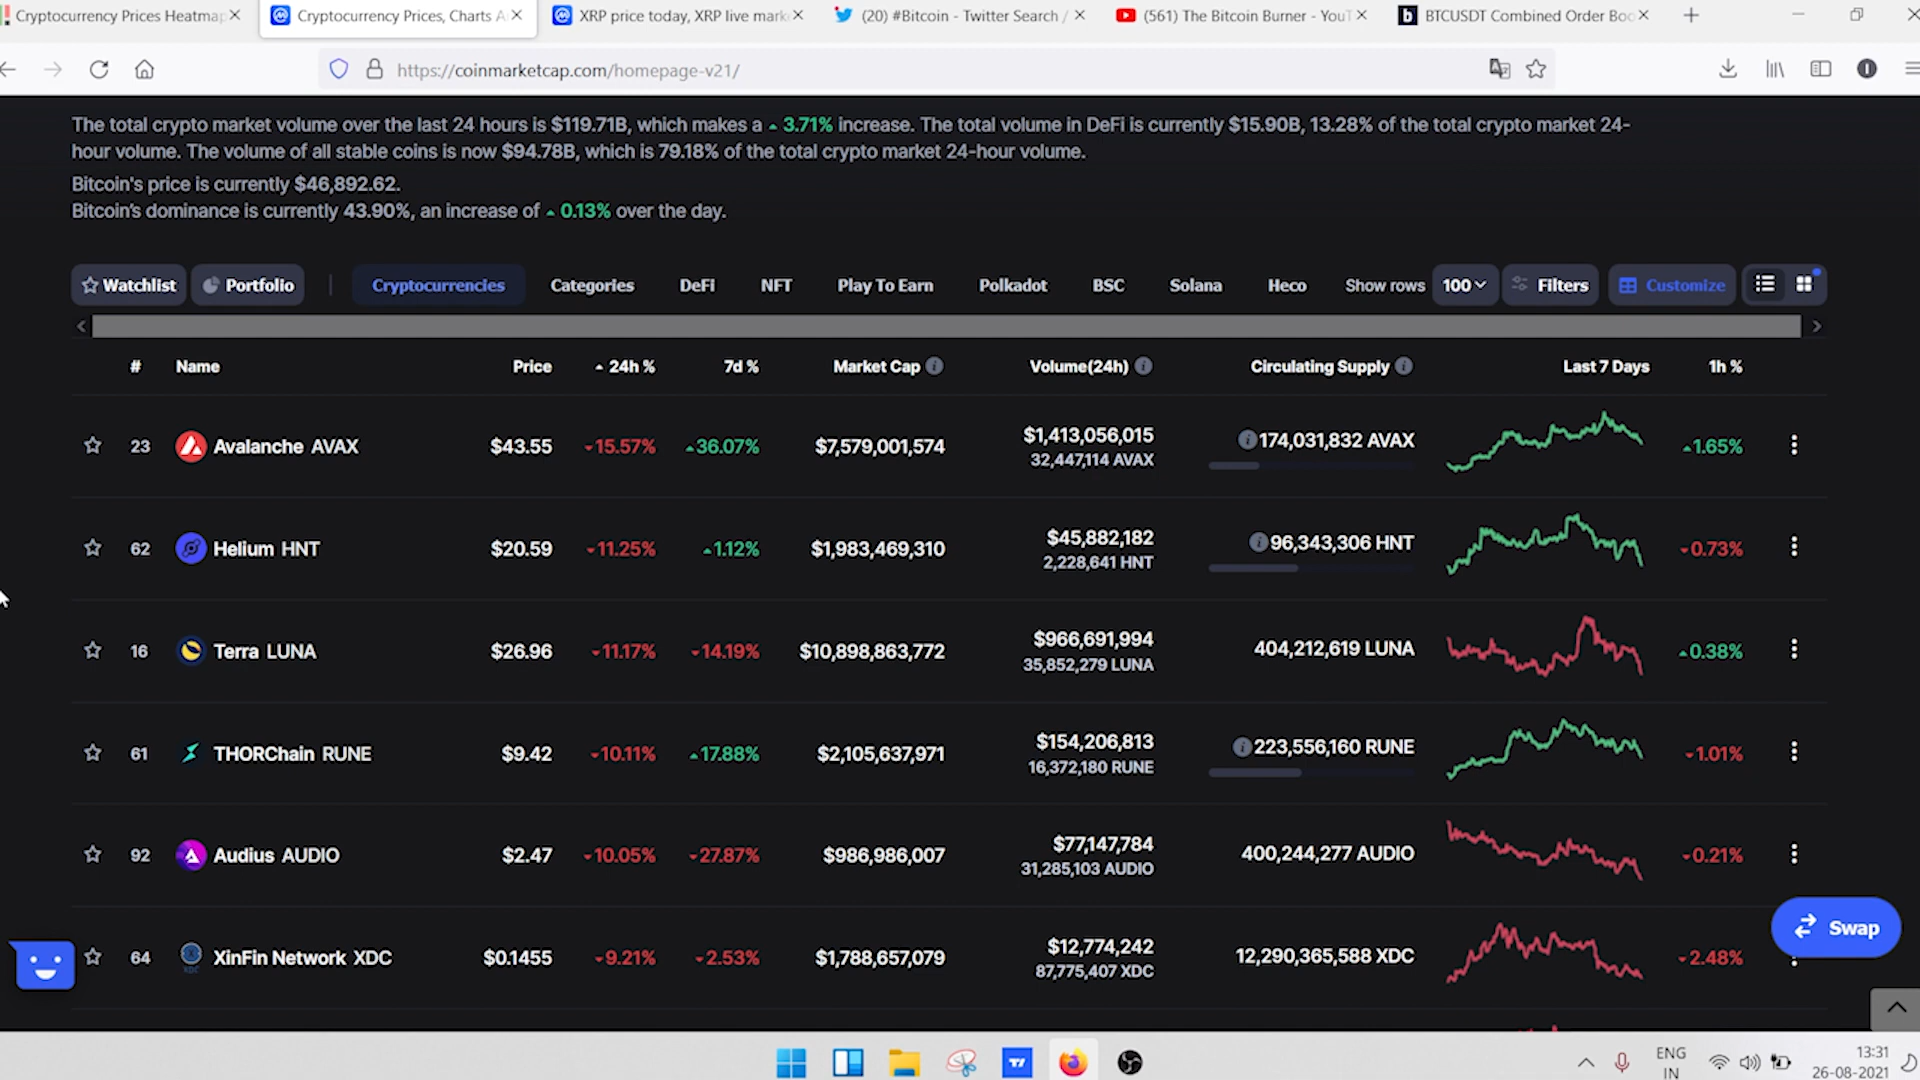 Cryptocurrency Prices Heatmap
Cryptocurrency Prices, Charts A
XRP price today, XRP live mark
(20) #Bitcoin - Twitter Search /
(561) The Bitcoin Burner - YouT
BTCUSDT Combined Order Boo
https://coinmarketcap.com/homepage-v21/
The total crypto market volume over the last 24 hours is $119.71B, which makes a 3.71% increase. The total volume in DeFi is currently $15.90B, 13.28% of the total crypto market 24-
hour volume. The volume of all stable coins is now $94.78B, which is 79.18% of the total crypto market 24-hour volume.
Bitcoin's price is currently $46,892.62.
Bitcoin's dominance is currently 43.90%, an increase of 0.13% over the day.
Watchlist Portfolio Cryptocurrencies Categories DeFi NFT Play To Earn Polkadot BSC Solana Heco Show rows 100 Filters Customize
# Name Price 24h % 7d % Market Cap Volume(24h) Circulating Supply Last 7 Days 1h %
23 Avalanche AVAX $43.55 15.57% 36.07% $7,579,001,574 $1,413,056,015 174,031,832 AVAX 1.65%
32,447,114 AVAX
62 Helium HNT $20.59 11.25% 1.12% $1,983,469,310 $45,882,182 96,343,306 HNT 0.73%
2,228,641 HNT
16 Terra LUNA $26.96 11.17% 14.19% $10,898,863,772 $966,691,994 404,212,619 LUNA 0.38%
35,852,279 LUNA
61 THORChain RUNE $9.42 10.11% 17.88% $2,105,637,971 $154,206,813 223,556,160 RUNE 1.01%
16,372,180 RUNE
92 Audius AUDIO $2.47 10.05% 27.87% $986,986,007 $77,147,784 400,244,277 AUDIO 0.21%
31,285,103 AUDIO
64 XinFin Network XDC $0.1455 9.21% 2.53% $1,788,657,079 $12,774,242 12,290,365,588 XDC 2.48%
87,775,407 XDC
Swap
ENG
IN
13:31
26-08-2021